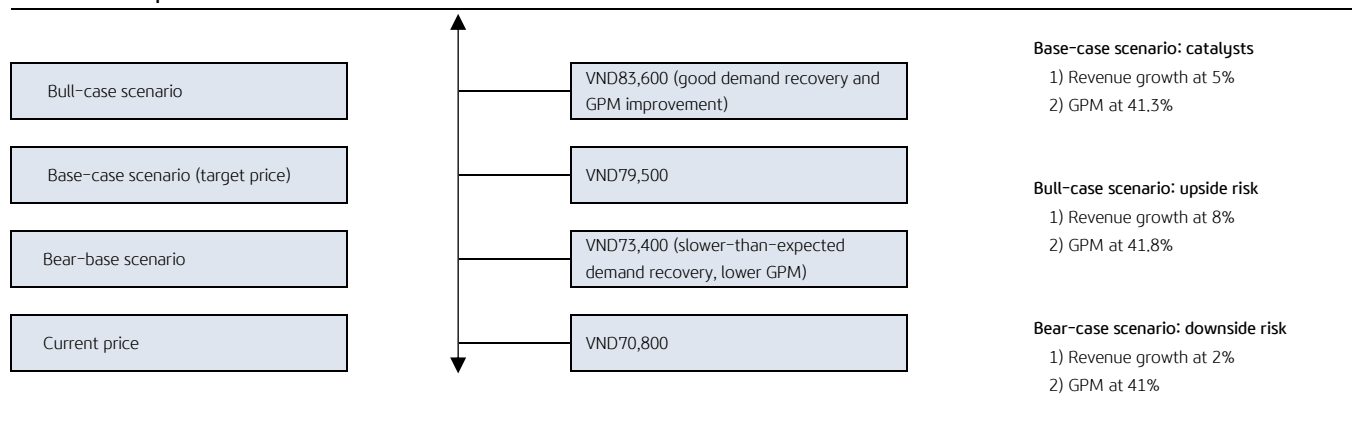 Bull-case scenario
VND83,600 (good demand recovery and
GPM improvement)
Base-case scenario (target price)
VND79,500
Bear-base scenario
VND73,400 (slower-than-expected
demand recovery, lower GPM)
Current price
VND70,800
Base-case scenario: catalysts
1) Revenue growth at 5%
2) GPM at 41.3%
Bull-case scenario: upside risk
1) Revenue growth at 8%
2) GPM at 41.8%
Bear-case scenario: downside risk
1) Revenue growth at 2%
2) GPM at 41%